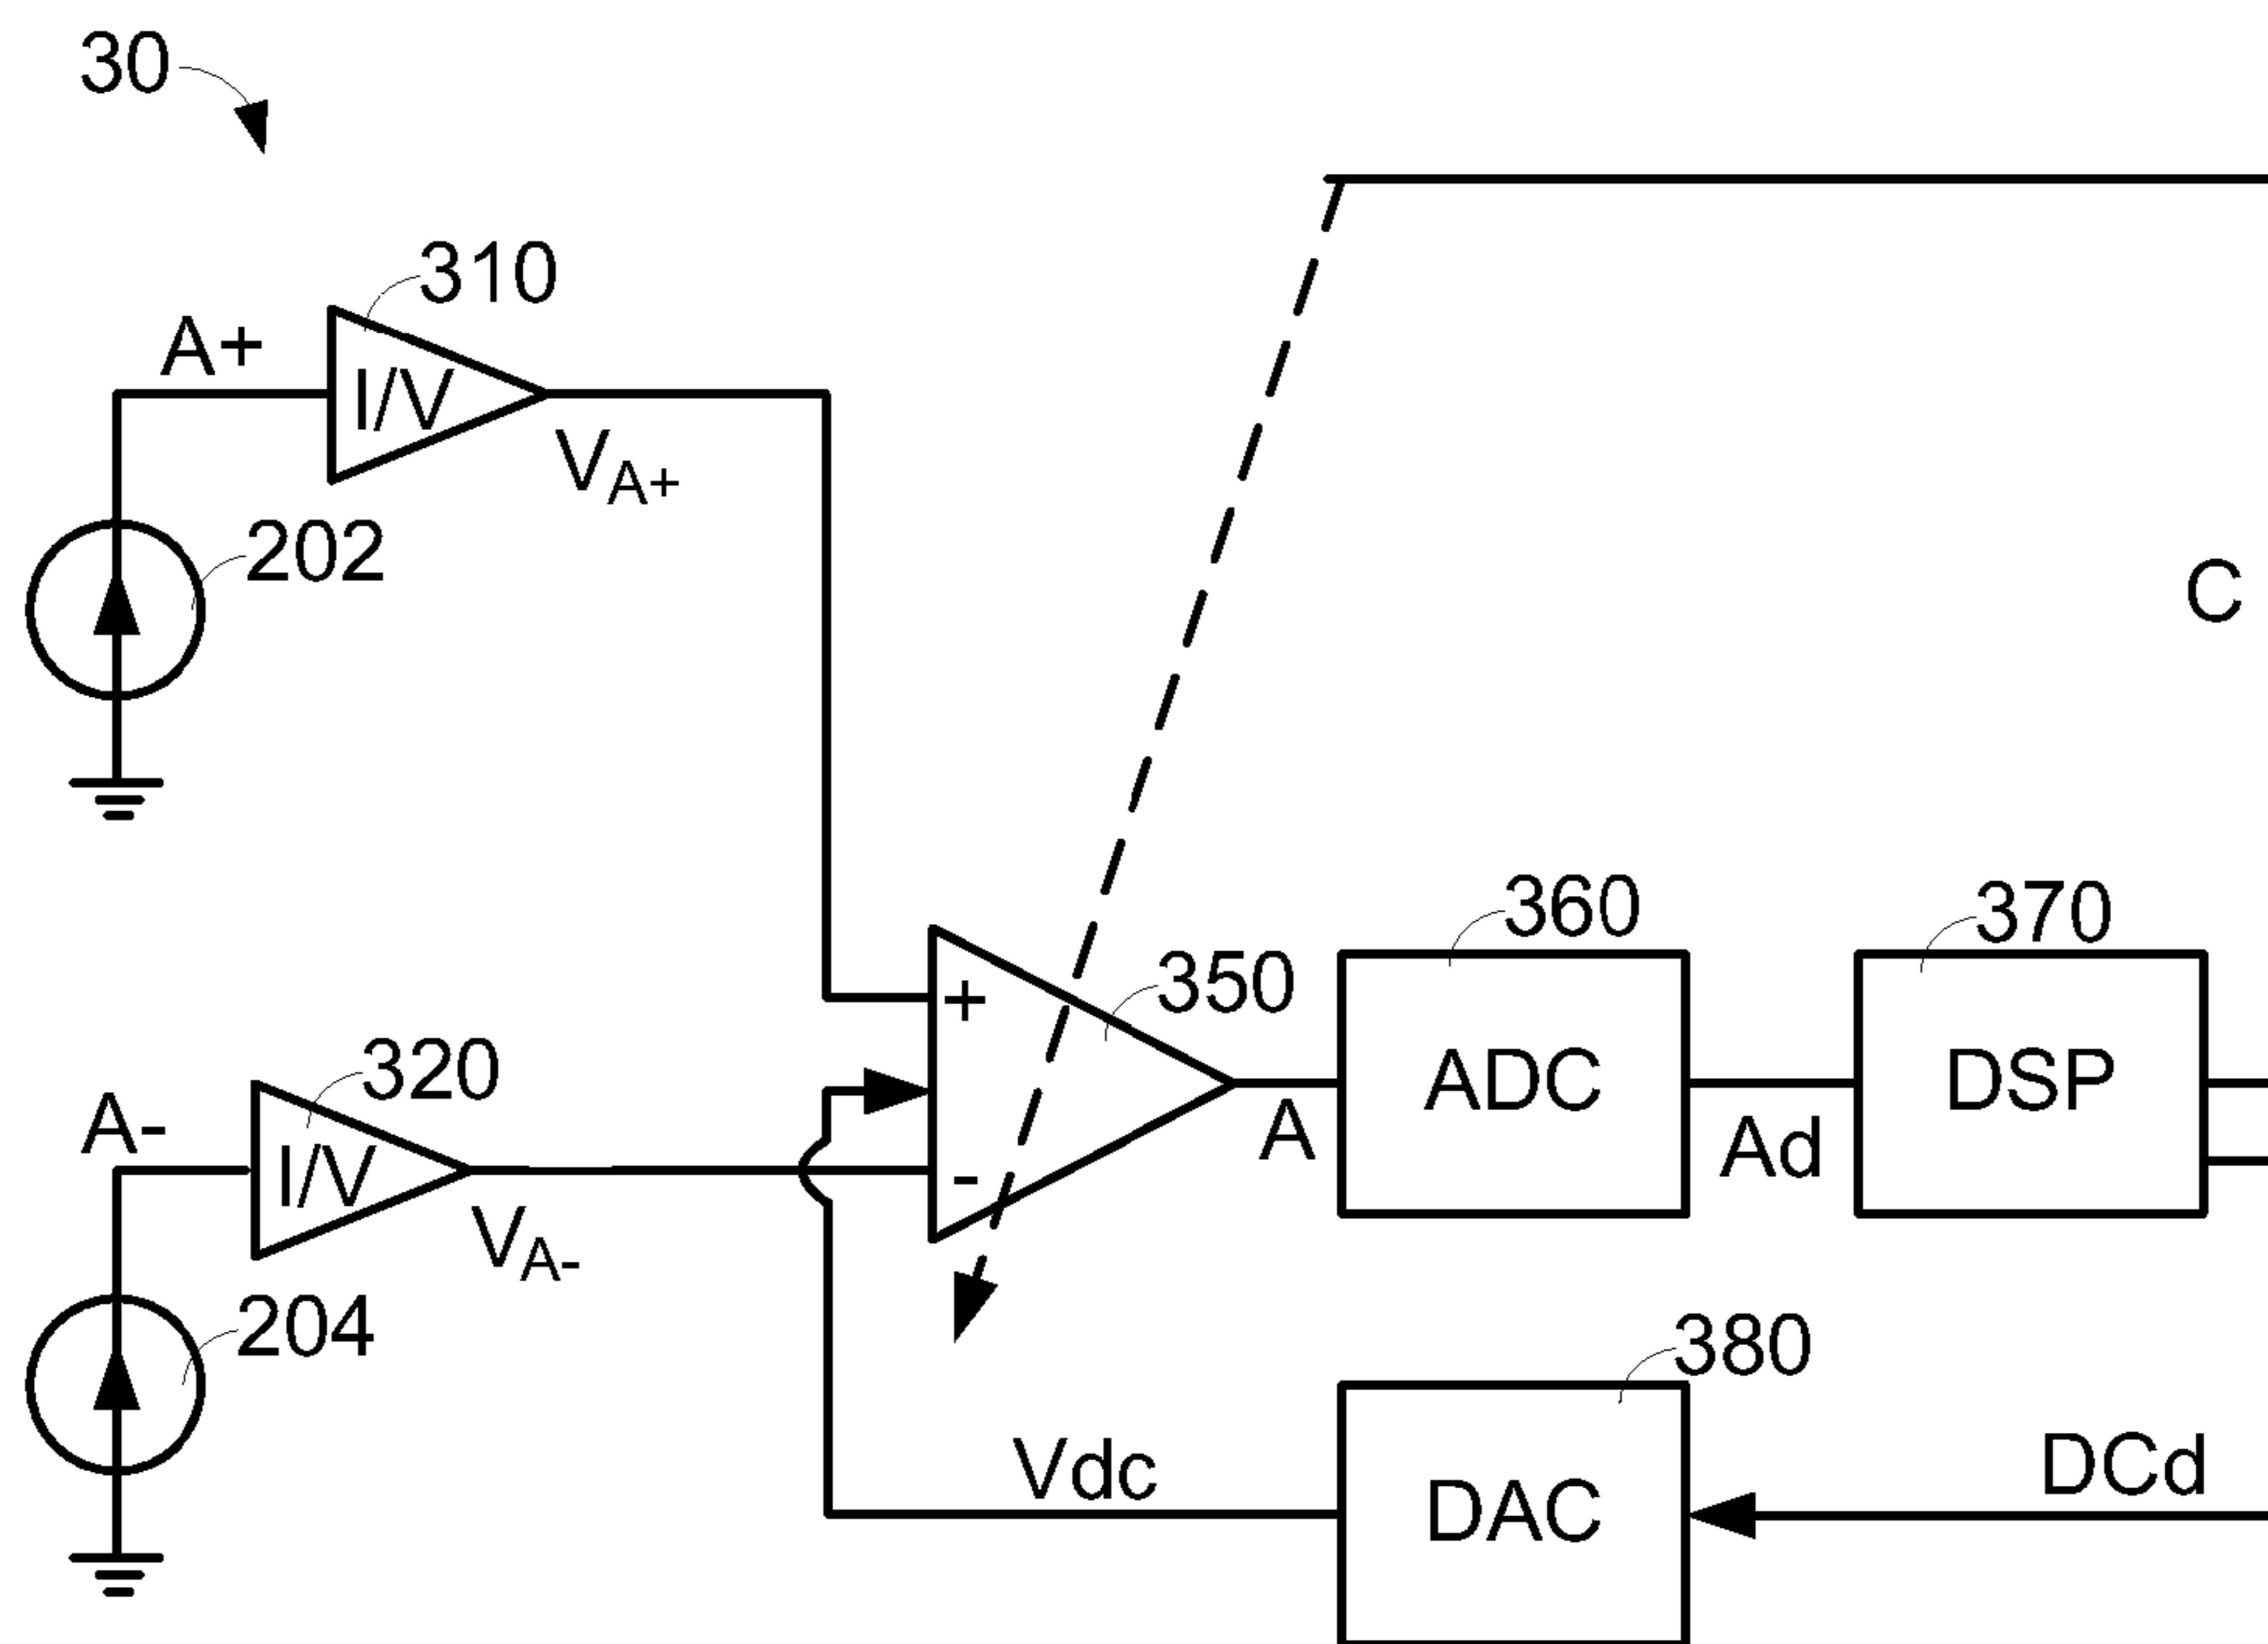 30
310
A+
I/V
VA+
202
C
360
370
350
+
320
ADC
DSP
A-
A
Ad
I/V
-
VA-
204
380
Vdc
DCd
DAC